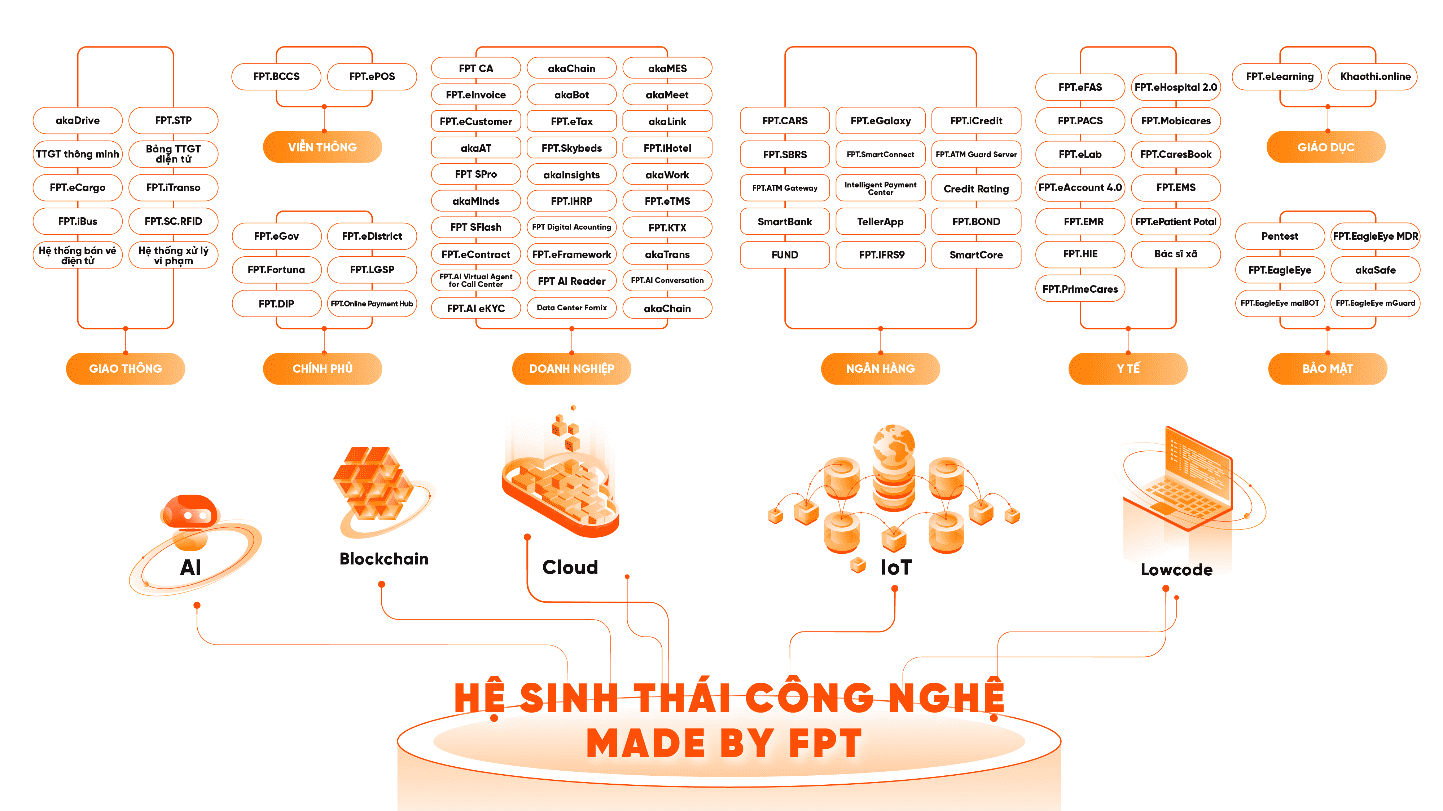 akaDrive
FPT.STP
TTGT thông minh
Bảng TTGT
điện tử
FPT.eCargo
FPT.iTranso
FPT.iBus
FPT.SC.RFID
Hệ thống bán vé
điện tử
Hệ thống xử lý
vi phạm
GIAO THÔNG
FPT.BCCS
FPT.ePOS
VIỄN THÔNG
FPT.eGov
FPT.eDistrict
FPT.Fortuna
FPT.LGSP
FPT.DIP
FPT.Online Payment Hub
CHÍNH PHỦ
FPT CA
akaChain
akaMES
FPT.eInvoice
akaBot
akaMeet
FPT.eCustomer
FPT.eTax
akaLink
akaAT
FPT.Skybeds
FPT.iHotel
FPT SPro
akaInsights
akaWork
akaMinds
FPT.iHRP
FPT.eTMS
FPT SFlash
FPT Digital Acounting
FPT.KTX
FPT.eContract
FPT.eFramework
akaTrans
FPT.AI Virtual Agent
for Call Center
FPT AI Reader
FPT.AI Conversation
FPT.AI eKYC
Data Center Fornix
akaChain
DOANH NGHIỆP
FPT.CARS
FPT.eGalaxy
FPT.iCredit
FPT.SBRS
FPT.SmartConnect
FPT.ATM Guard Server
FPT.ATM Gateway
Intelligent Payment
Center
Credit Rating
SmartBank
TellerApp
FPT.BOND
FUND
FPT.IFRS9
SmartCore
NGÂN HÀNG
FPT.eFAS
FPT.eHospital 2.0
FPT.PACS
FPT.Mobicares
FPT.eLab
FPT.CaresBook
FPT.eAccount 4.0
FPT.EMS
FPT.EMR
FPT.ePatient Potal
FPT.HIE
Bác sĩ xã
FPT.PrimeCares
Y TẾ
FPT.eLearning
Khaothi.online
GIÁO DỤC
Pentest
FPT.EagleEye MDR
FPT.EagleEye
akaSafe
FPT.EagleEye malBOT
FPT.EagleEye mGuard
BẢO MẬT
AI
Blockchain
Cloud
IoT
Lowcode
HỆ SINH THÁI CÔNG NGHỆ
MADE BY FPT